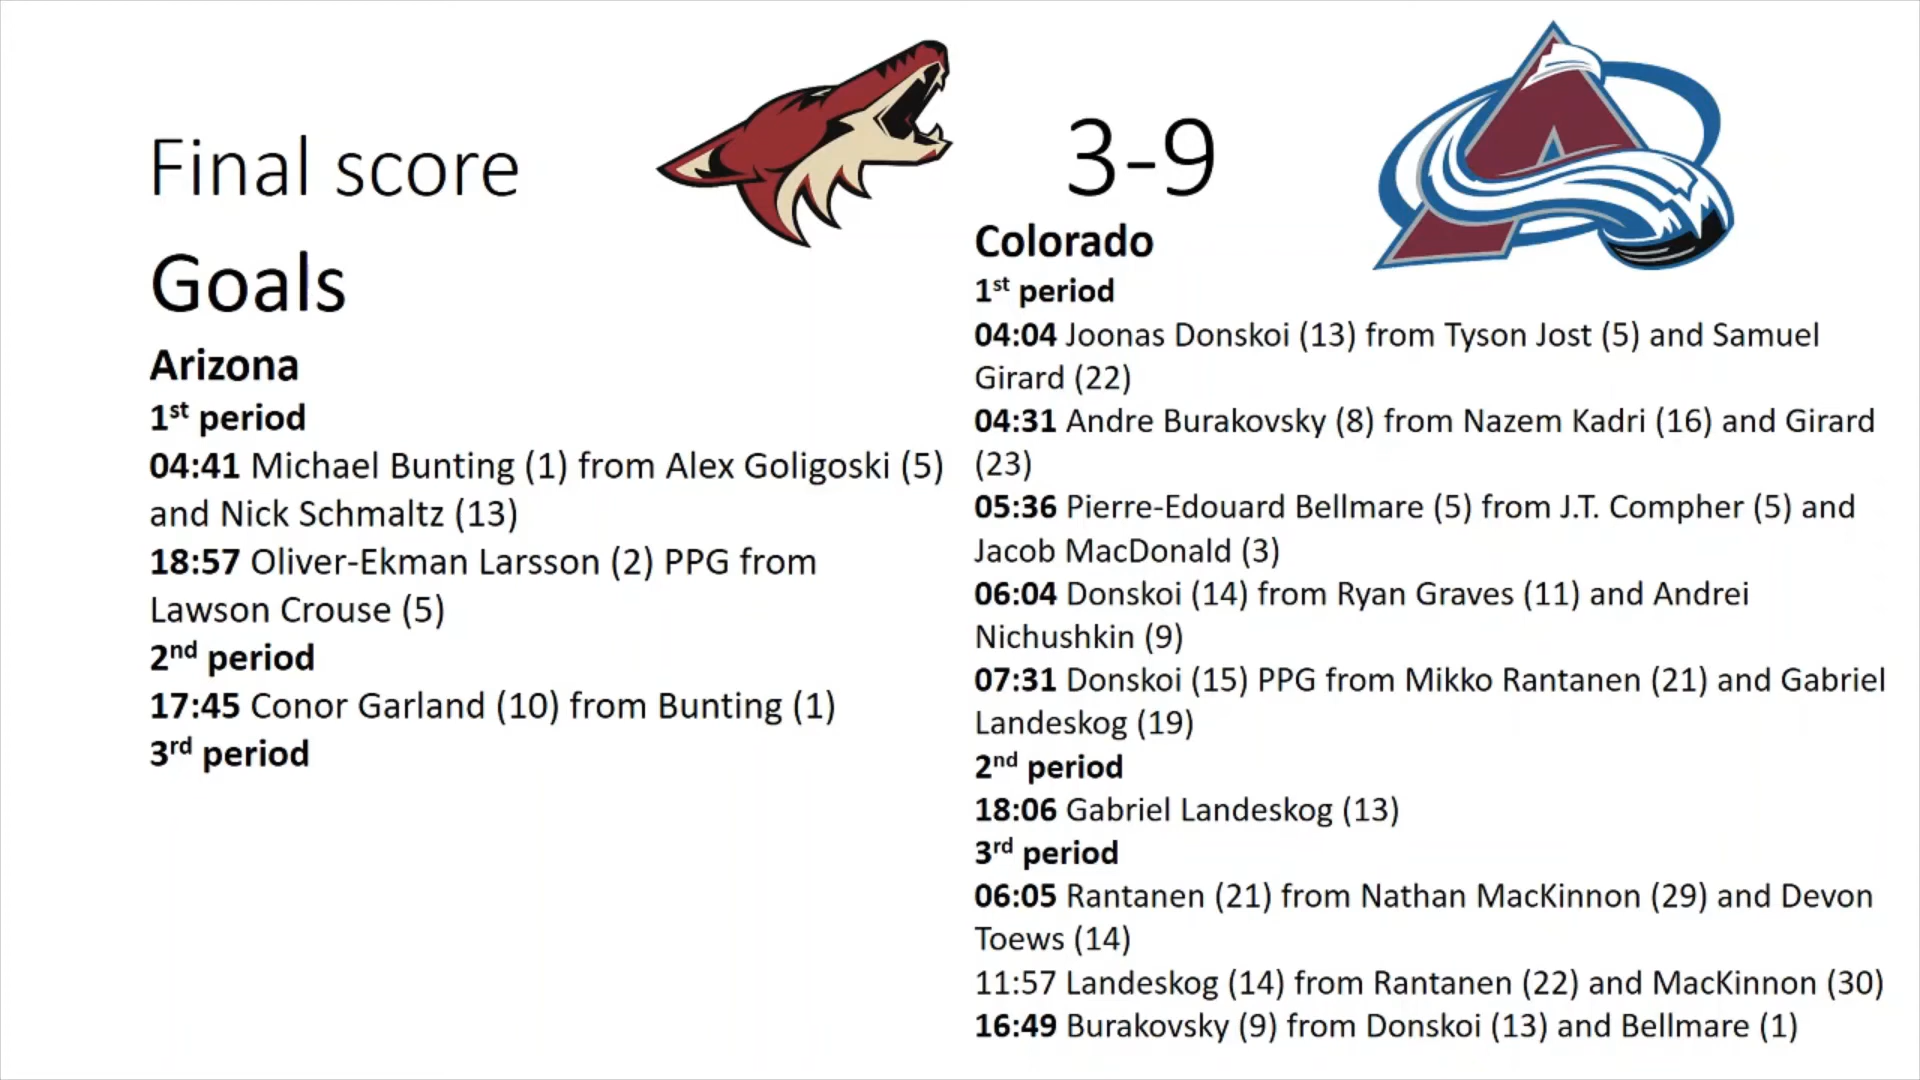 Final score
3-9
Goals
Arizona
1st period
04:41 Michael Bunting (1) from Alex Goligoski (5)
and Nick Schmaltz (13)
18:57 Oliver-Ekman Larsson (2) PPG from
Lawson Crouse (5)
2nd period
17:45 Conor Garland (10) from Bunting (1)
3rd period
Colorado
1st period
04:04 Joonas Donskoi (13) from Tyson Jost (5) and Samuel
Girard (22)
04:31 Andre Burakovsky (8) from Nazem Kadri (16) and Girard
(23)
05:36 Pierre-Edouard Bellmare (5) from J.T. Compher (5) and
Jacob MacDonald (3)
06:04 Donskoi (14) from Ryan Graves (11) and Andrei
Nichushkin (9)
07:31 Donskoi (15) PPG from Mikko Rantanen (21) and Gabriel
Landeskog (19)
2nd period
18:06 Gabriel Landeskog (13)
3rd period
06:05 Rantanen (21) from Nathan MacKinnon (29) and Devon
Toews (14)
11:57 Landeskog (14) from Rantanen (22) and MacKinnon (30)
16:49 Burakovsky (9) from Donskoi (13) and Bellmare (1)